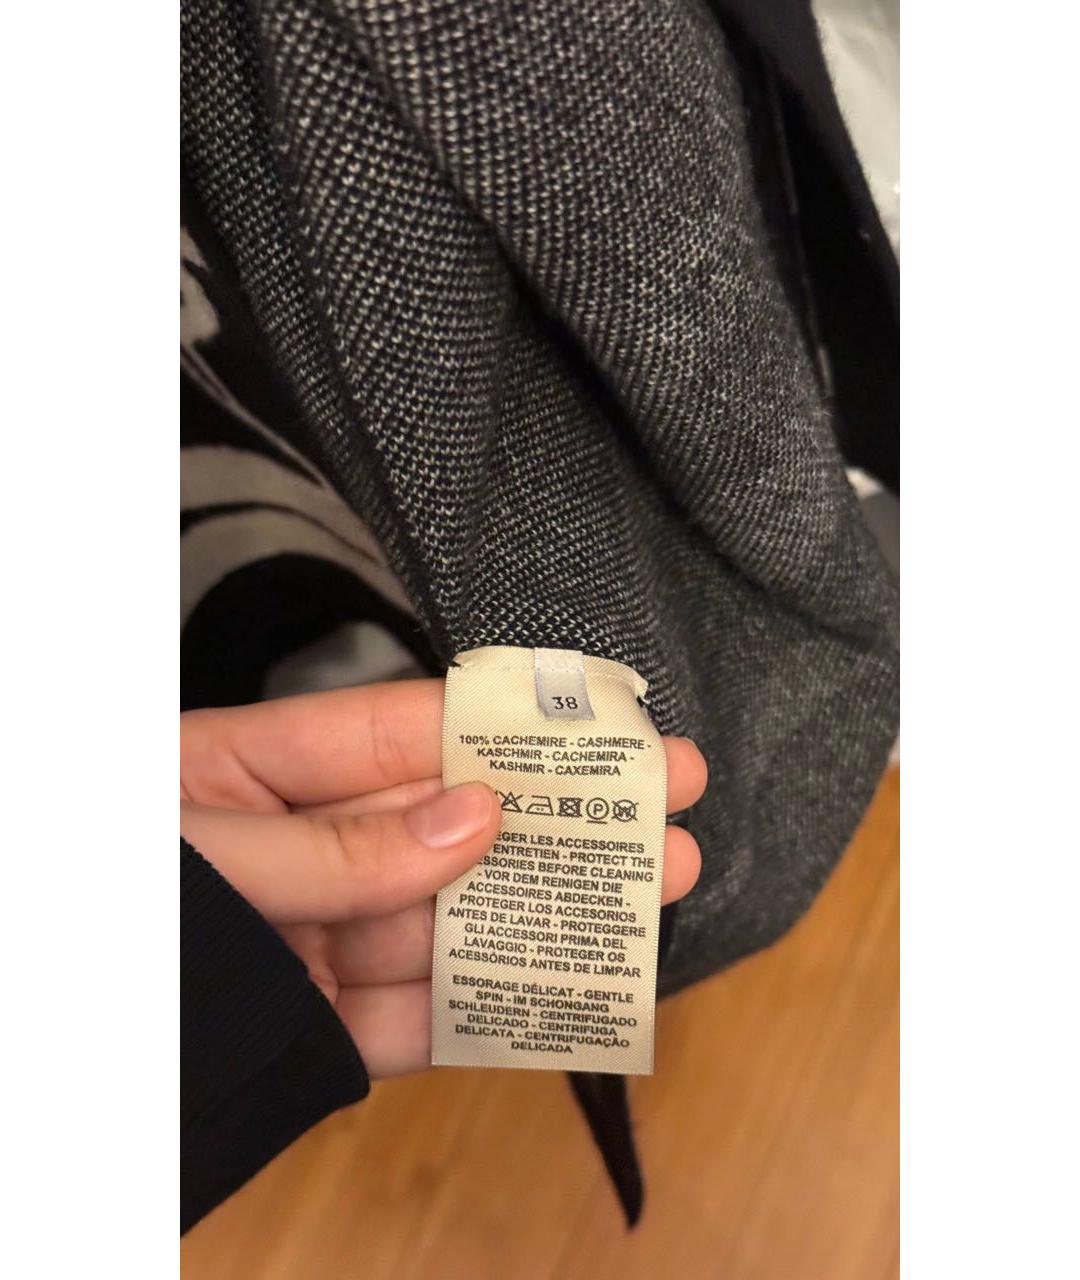 38
100% CACHEMIRE - CASHMERE -
KASCHMIR - CACHEMIRA -
KASHMIR - CAXEMIRA
P W
EGER LES ACCESSOIRES
ENTRETIEN - PROTECT THE
ESSORIES BEFORE CLEANING
- VOR DEM REINIGEN DIE
ACCESSOIRES ABDECKEN -
PROTEGER LOS ACCESORIOS
ANTES DE LAVAR - PROTEGGERE
GLI ACCESSORI PRIMA DEL
LAVAGGIO - PROTEGER OS
ACESSÓRIOS ANTES DE LIMPAR
ESSORAGE DÉLICAT - GENTLE
SPIN - IM SCHONGANG
SCHLEUDERN - CENTRIFUGADO
DELICADO - CENTRIFUGA
DELICATA - CENTRIFUGAÇÃO
DELICADA